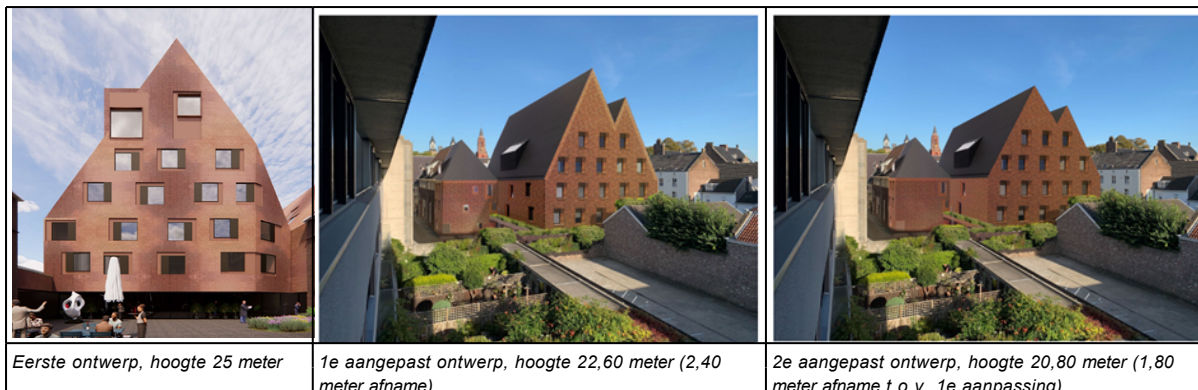 Eerste ontwerp, hoogte 25 meter
1e aangepast ontwerp, hoogte 22,60 meter (2,40
meter afname)
2e aangepast ontwerp, hoogte 20,80 meter (1,80
meter afname t.o.v. 1e aanpassing)